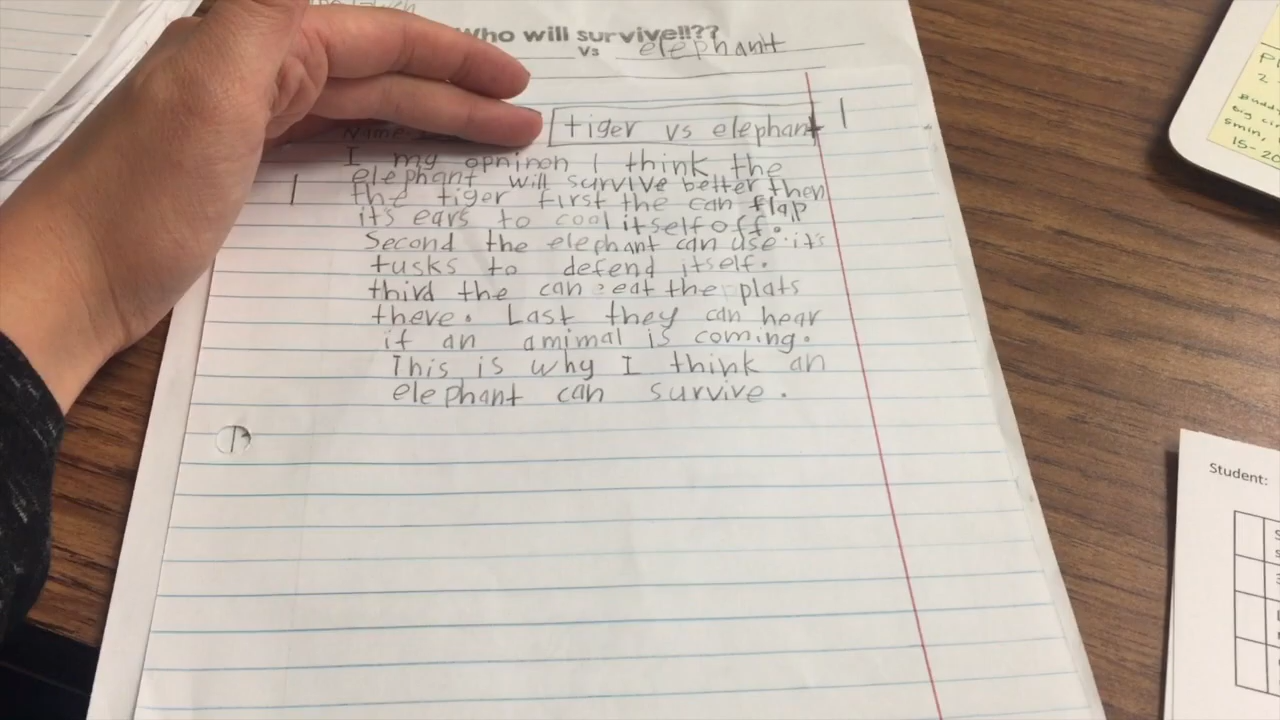 Who will survive!!??
vs elephant
tiger vs elephant
Name
I my opninon I think the
elephant will survive better then
the tiger first the can flap
it's ears to cool itself off.
Second the elephant can use it's
tusks to defend itself.
third the can eat the plats
there. Last they can hear
if an amimal is coming.
This is why I think an
elephant can survive.
Student: